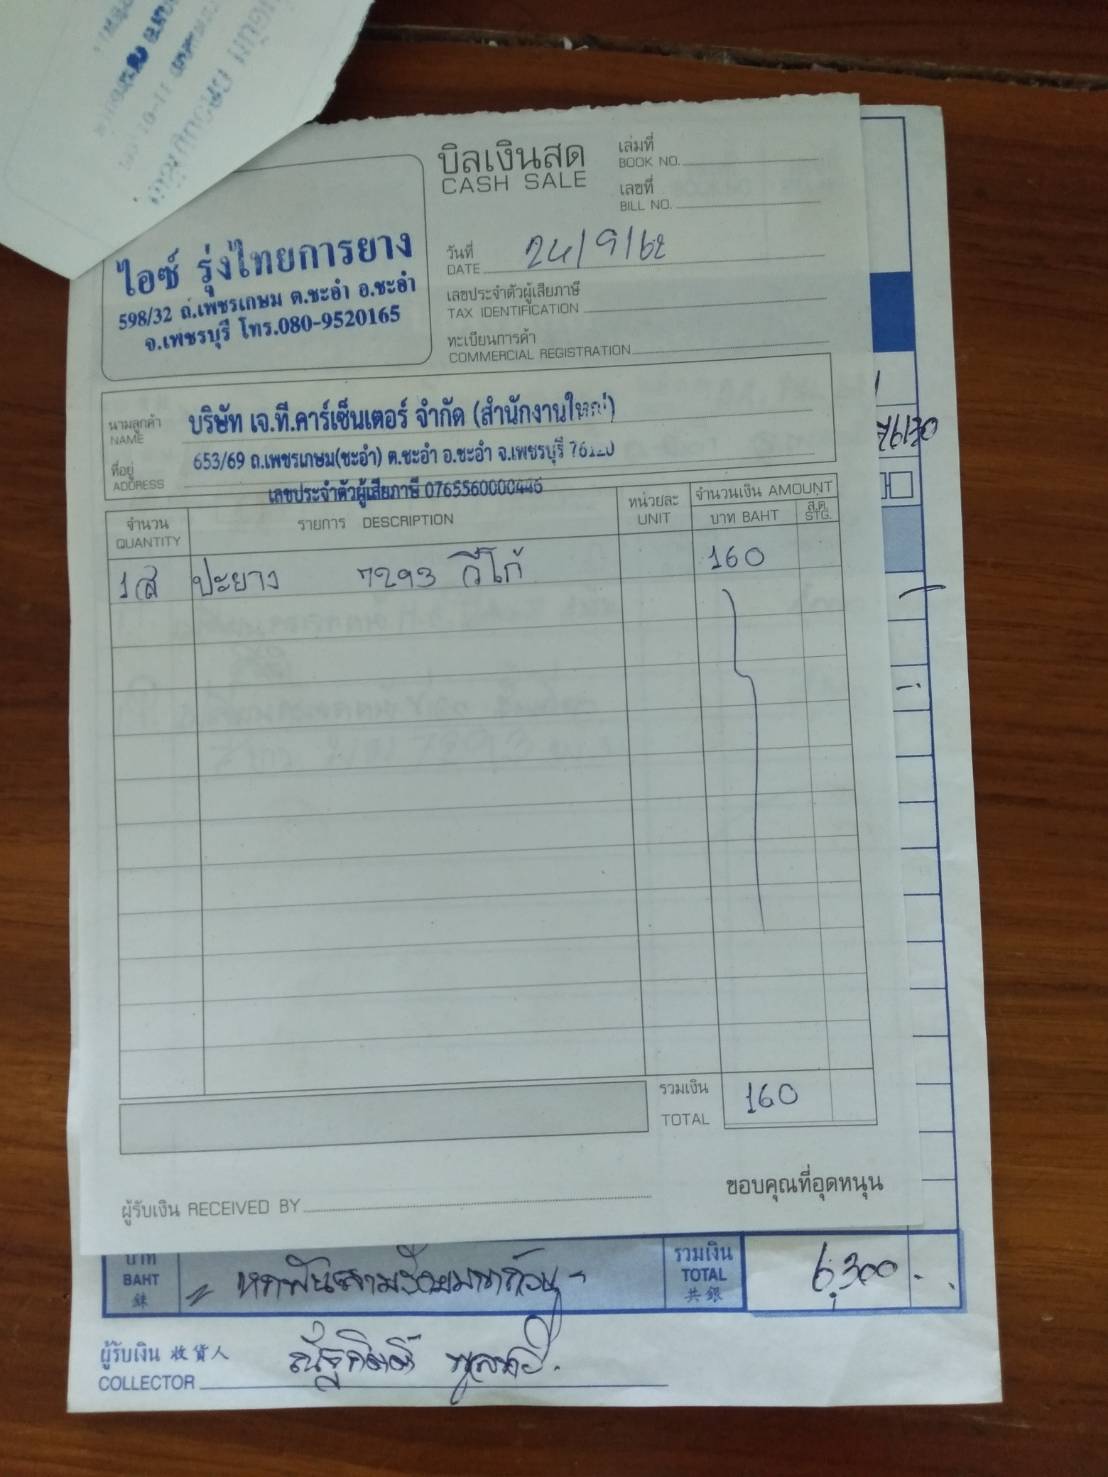 บิลเงินสด
CASH SALE
เล่มที่
BOOK NO.
เลขที่
BILL NO.
ไอซ์ รุ่งไทยการยาง
598/32 ถ.เพชรเกษม ต.ชะอำ อ.ชะอำ
จ.เพชรบุรี โทร.080-9520165
วันที่
DATE 24/9/62
เลขประจำตัวผู้เสียภาษี
TAX IDENTIFICATION
ทะเบียนการค้า
COMMERCIAL REGISTRATION
นามลูกค้า
NAME
บริษัท เจ.ที.คาร์เซ็นเตอร์ จำกัด (สำนักงานใหญ่)
ที่อยู่
ADDRESS
653/69 ถ.เพชรเกษม(ชะอำ) ต.ชะอำ อ.ชะอำ จ.เพชรบุรี 76120
เลขประจำตัวผู้เสียภาษี 0765560000446
76130
จำนวน
QUANTITY
รายการ DESCRIPTION
หน่วยละ
UNIT
จำนวนเงิน AMOUNT
บาท BAHT
ส.ต.
STG.
1 ส ปะยาง 7293 วีโก้ 160
รวมเงิน
TOTAL
160
ผู้รับเงิน RECEIVED BY
ขอบคุณที่อุดหนุน
บาท
BAHT
銖
หกพันสามร้อยบาทถ้วน
รวมเงิน
TOTAL
共銀
6,300 -
ผู้รับเงิน 收貨人
COLLECTOR